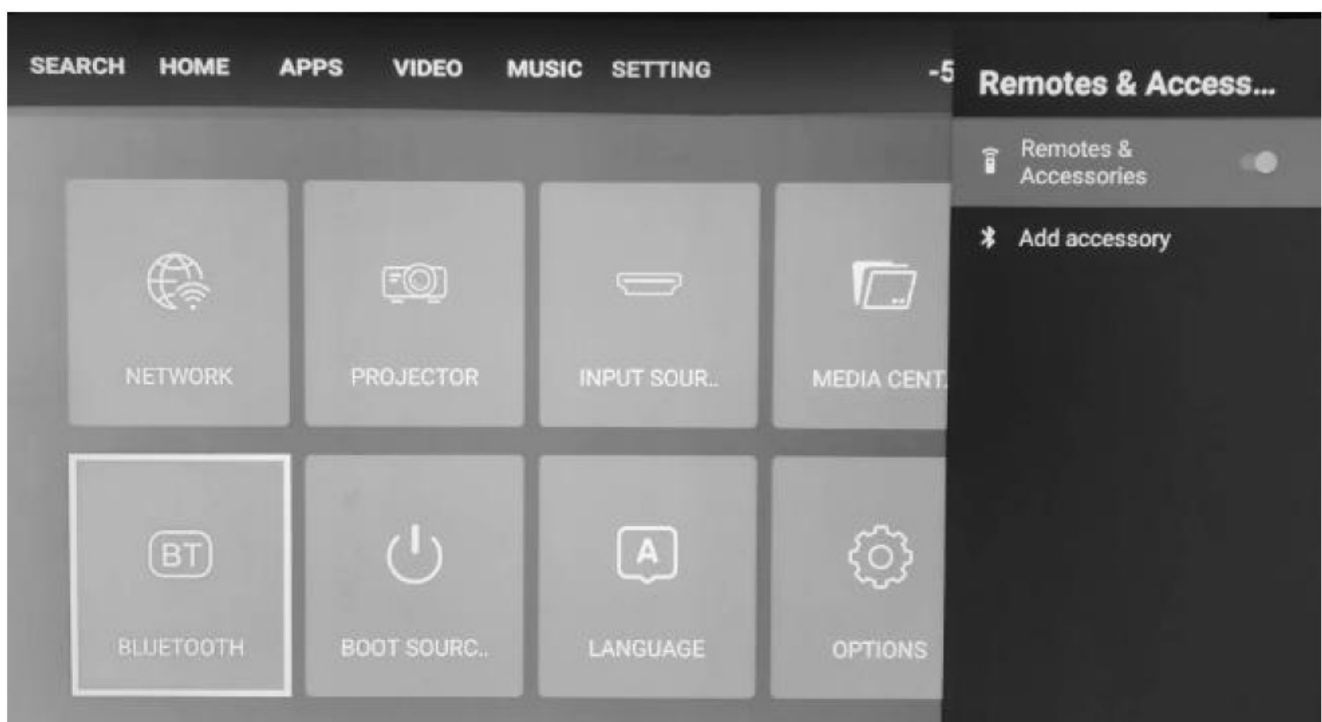 SEARCH HOME APPS VIDEO MUSIC SETTING -5
Remotes & Access...
Remotes &
Accessories
Add accessory
NETWORK PROJECTOR INPUT SOUR.. MEDIA CENT.
BT A
BLUETOOTH BOOT SOURC.. LANGUAGE OPTIONS